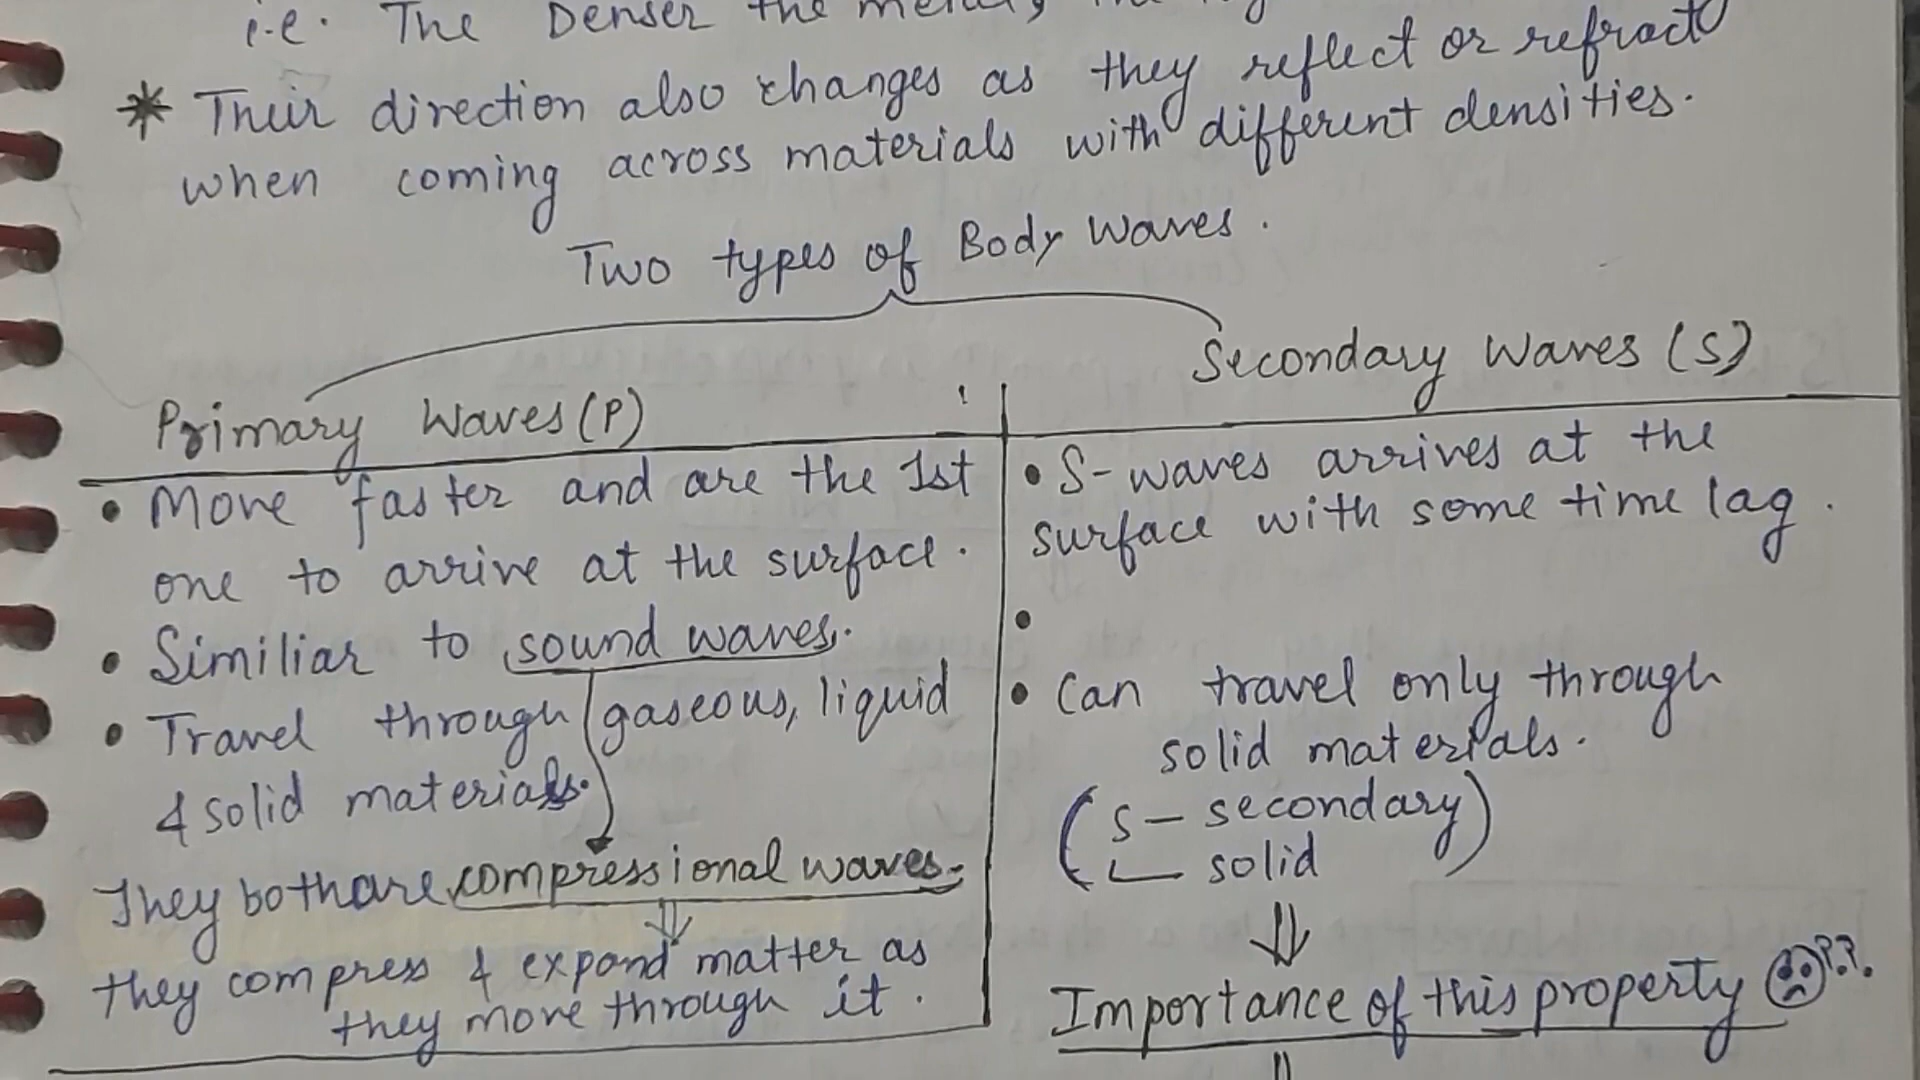 i.e. The Denser the
* Their direction also changes as they reflect or refract
when coming across materials with different densities.
Two types of Body Waves.
Primary Waves (P)
• Move faster and are the 1st
one to arrive at the surface.
• Similiar to sound waves.
• Travel through gaseous, liquid
& solid materials.
They both are compressional waves.
⇓
they compress & expand matter as
they move through it.
Secondary Waves (S)
• S-waves arrives at the
surface with some time lag.
•
• Can travel only through
solid materials.
(S - secondary)
solid
⇓
Importance of this property ??